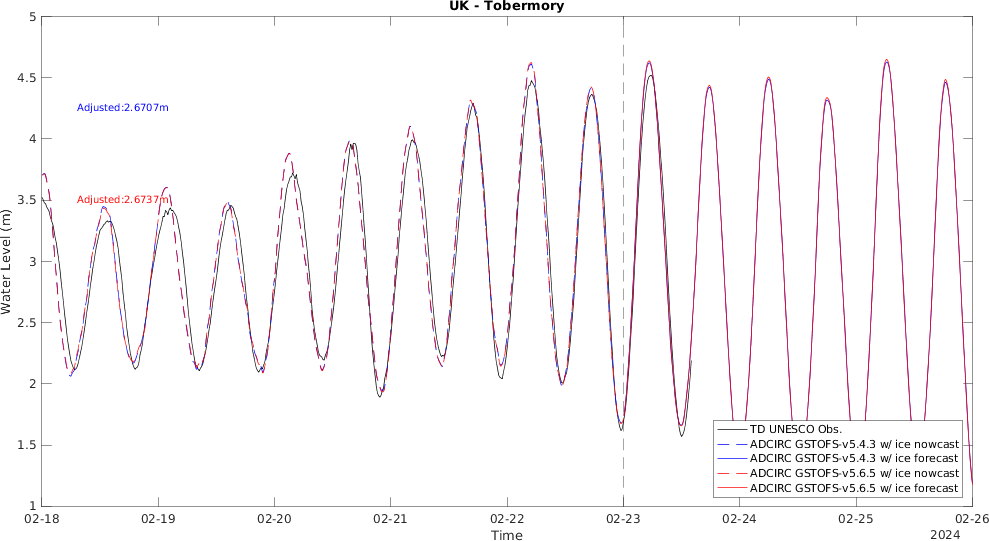 UK - Tobermory
5
4.5
4
3.5
3
2.5
2
1.5
1
Water Level (m)
Adjusted:2.6707m
Adjusted:2.6737m
TD UNESCO Obs.
ADCIRC GSTOFS-v5.4.3 w/ ice nowcast
ADCIRC GSTOFS-v5.4.3 w/ ice forecast
ADCIRC GSTOFS-v5.6.5 w/ ice nowcast
ADCIRC GSTOFS-v5.6.5 w/ ice forecast
02-18 02-19 02-20 02-21 02-22 02-23 02-24 02-25 02-26
Time
2024